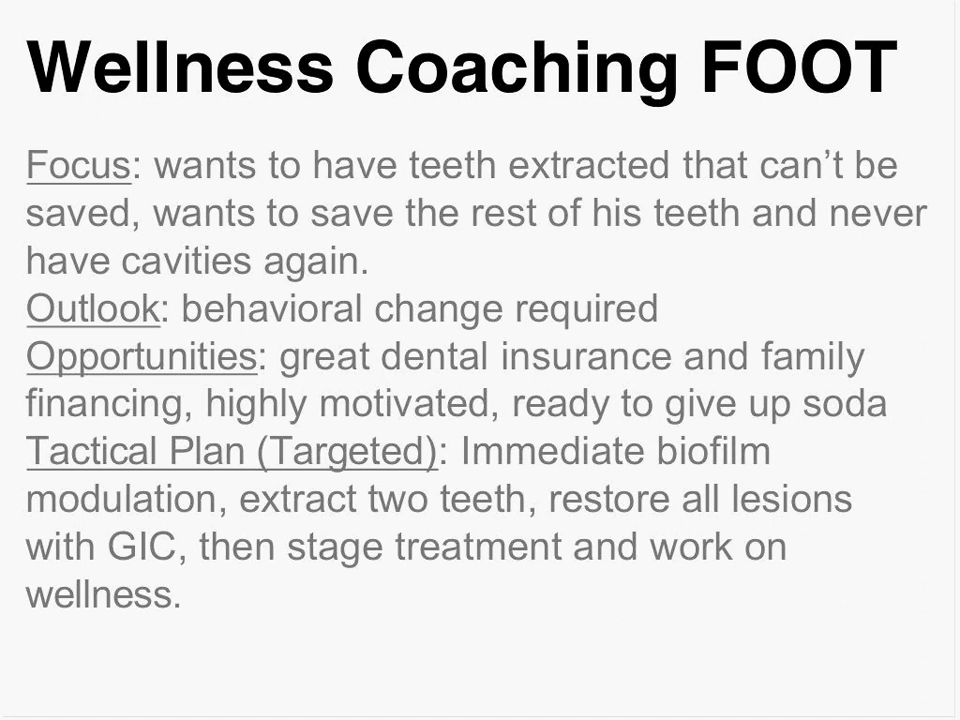 Wellness Coaching FOOT
Focus: wants to have teeth extracted that can’t be
saved, wants to save the rest of his teeth and never
have cavities again.
Outlook: behavioral change required
Opportunities: great dental insurance and family
financing, highly motivated, ready to give up soda
Tactical Plan (Targeted): Immediate biofilm
modulation, extract two teeth, restore all lesions
with GIC, then stage treatment and work on
wellness.